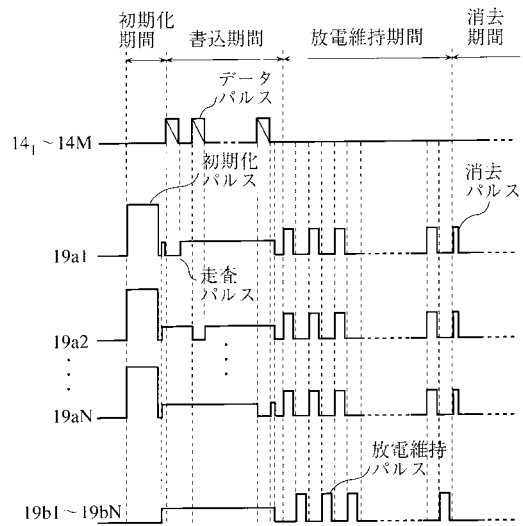 初期化
期間
書込期間
放電維持期間
消去
期間
データ
パルス
14₁～14M
初期化
パルス
消去
パルス
19a1
走査
パルス
19a2
19aN
放電維持
パルス
19b1～19bN